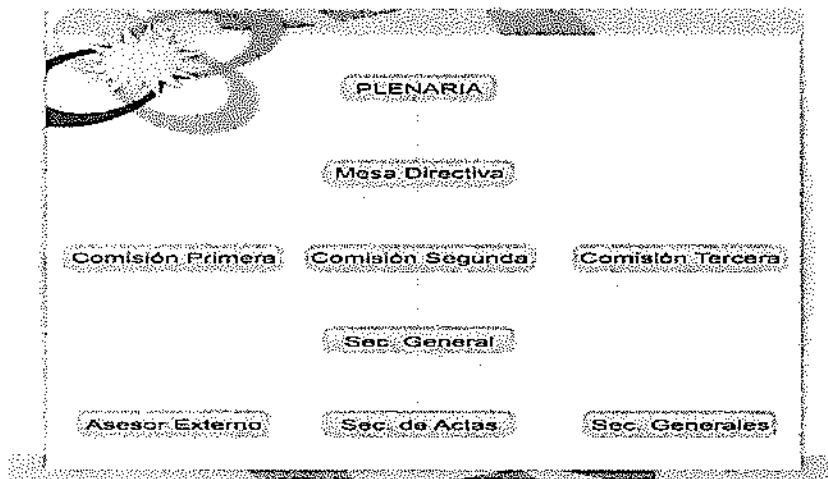 PLENARIA
Mesa Directiva
Comisión Primera Comisión Segunda Comisión Tercera
Sec. General
Asesor Externo Sec. de Actas Sec. Generales